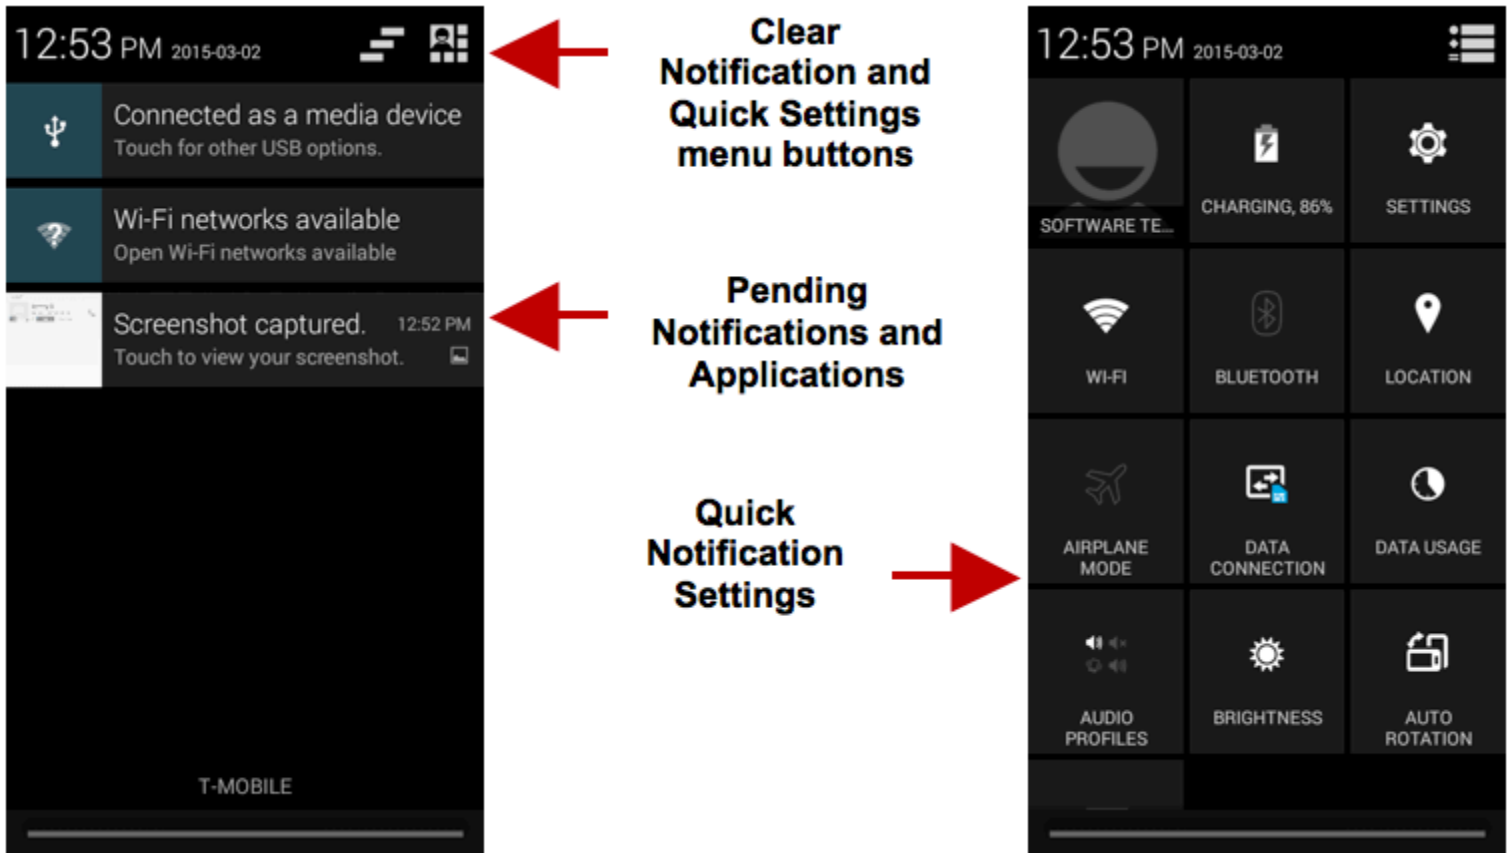 12:53 PM 2015-03-02
Connected as a media device
Touch for other USB options.
Wi-Fi networks available
Open Wi-Fi networks available
Screenshot captured. 12:52 PM
Touch to view your screenshot.
T-MOBILE
Clear
Notification and
Quick Settings
menu buttons
Pending
Notifications and
Applications
Quick
Notification
Settings
12:53 PM 2015-03-02
SOFTWARE TE...
CHARGING, 86%
SETTINGS
WI-FI
BLUETOOTH
LOCATION
AIRPLANE
MODE
DATA
CONNECTION
DATA USAGE
AUDIO
PROFILES
BRIGHTNESS
AUTO
ROTATION